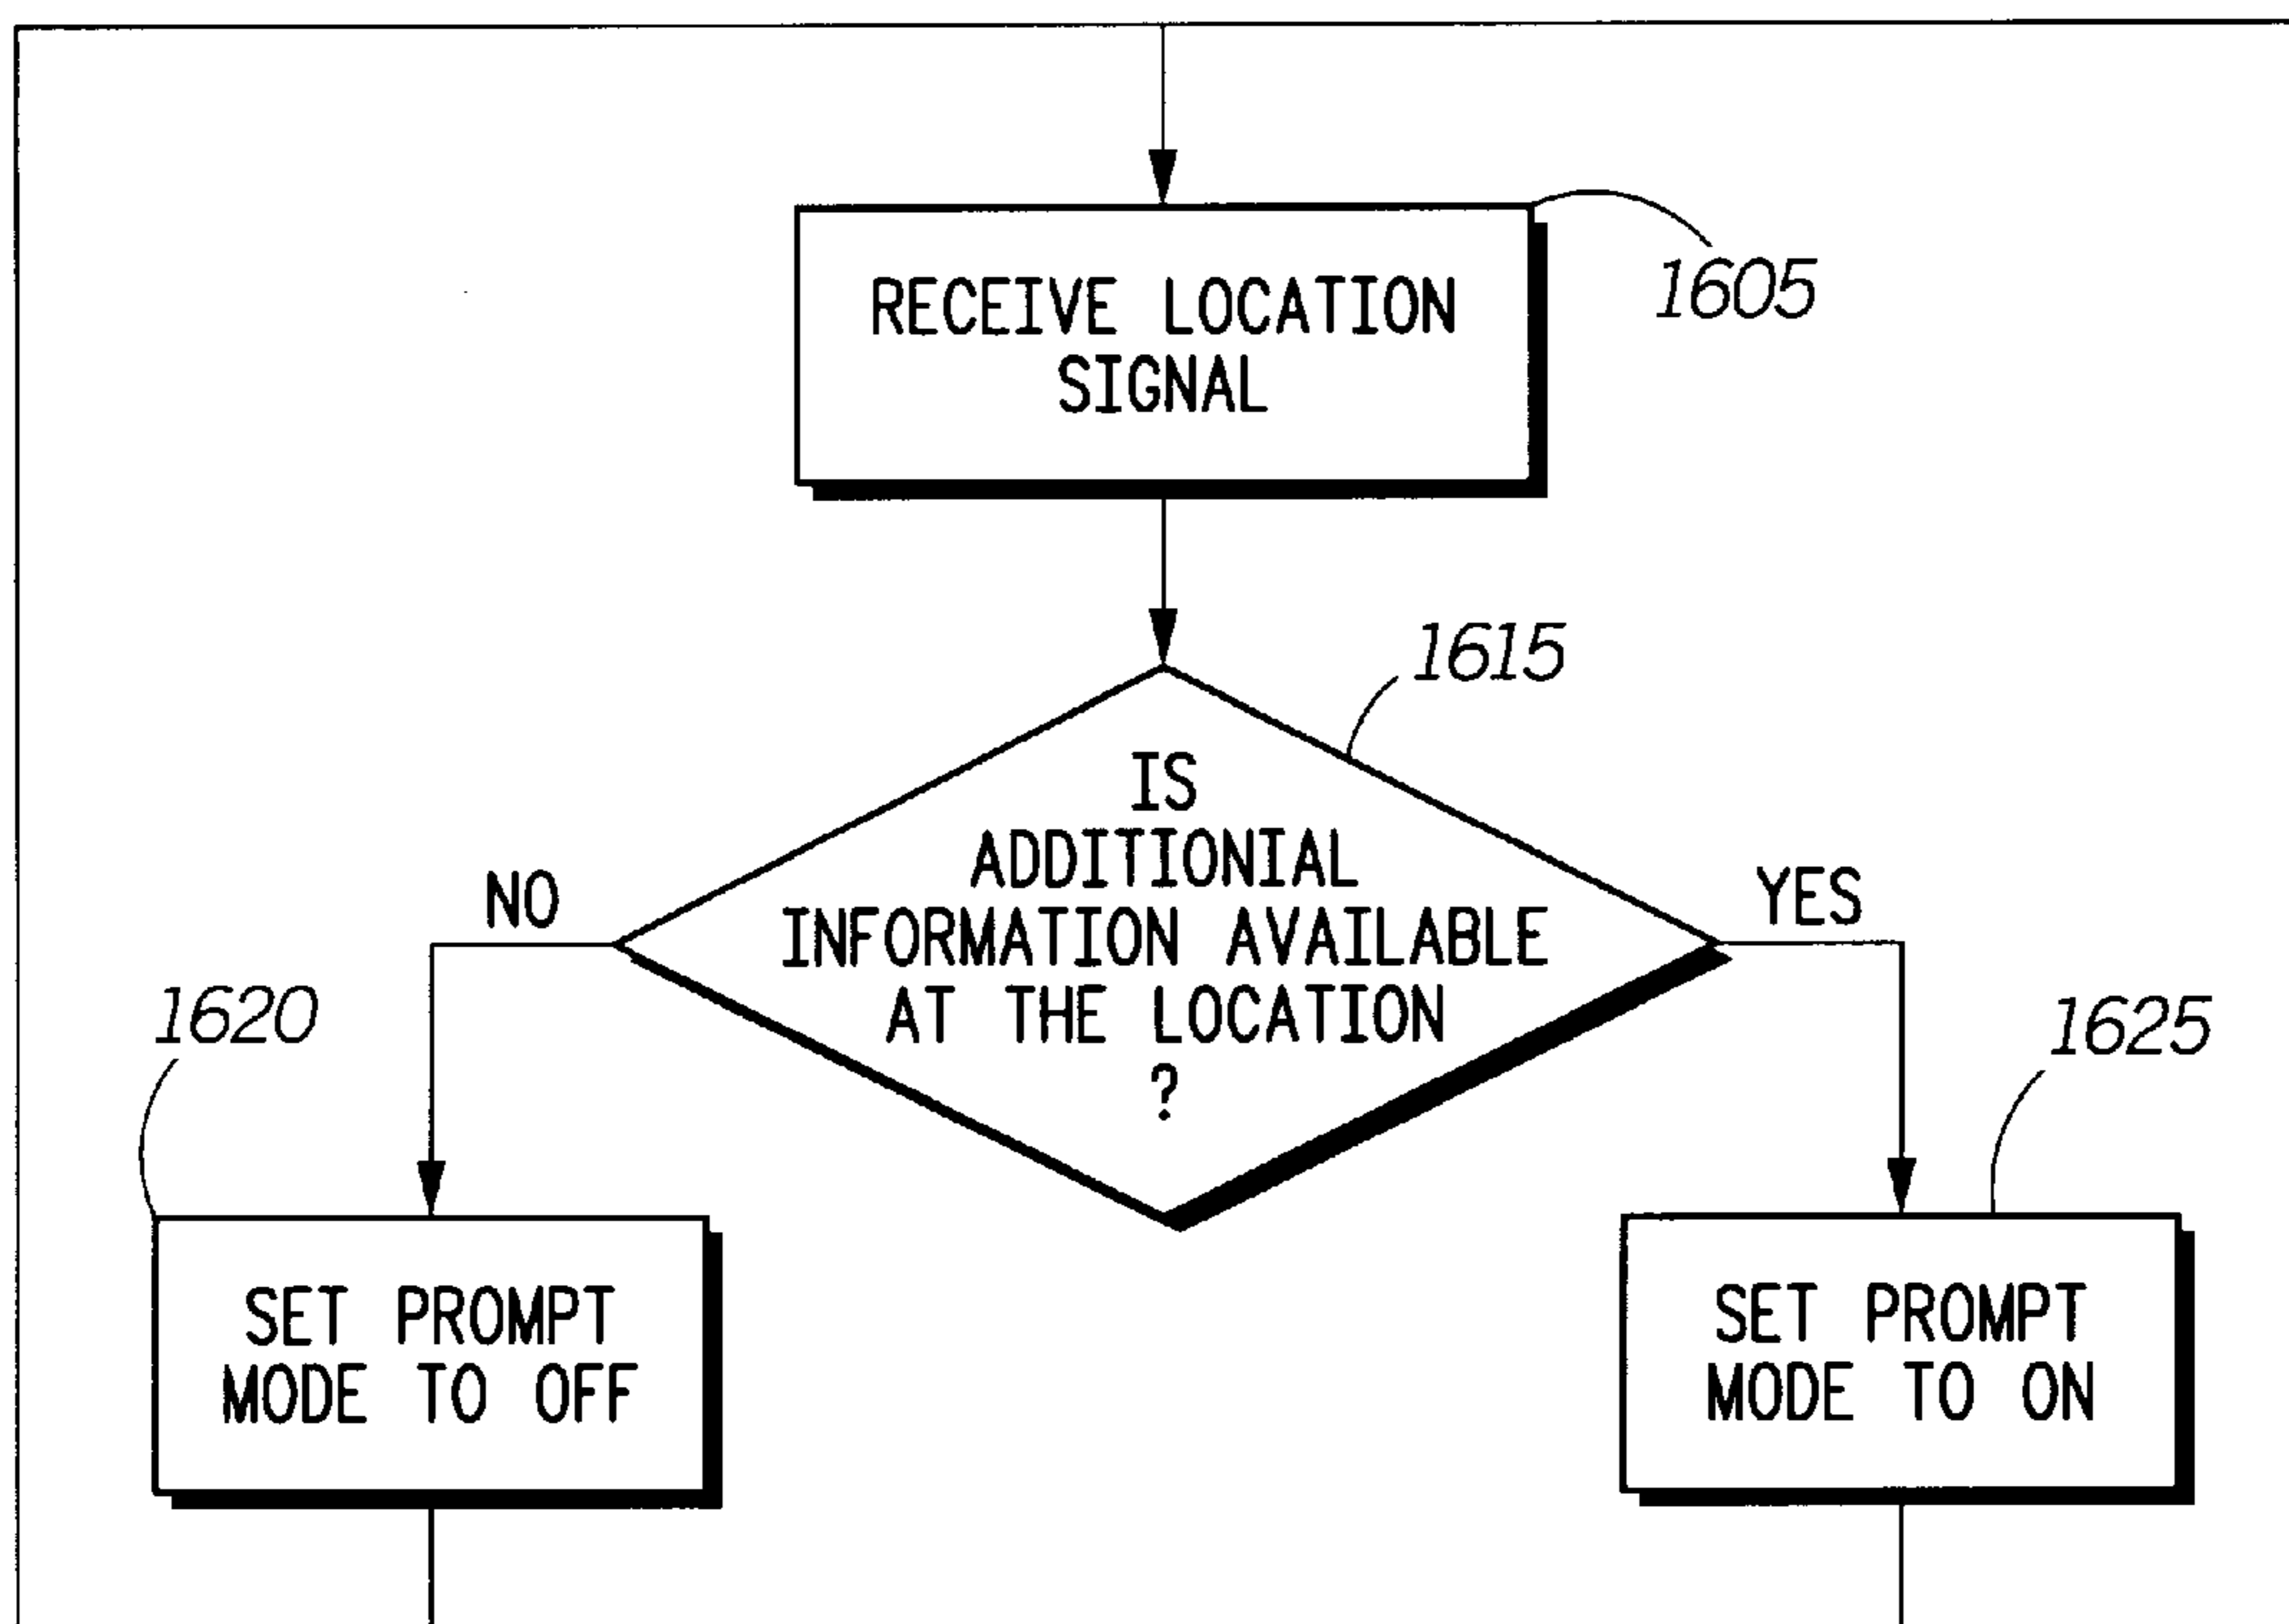 RECEIVE LOCATION
SIGNAL
1605
1615
IS
ADDITIONIAL
INFORMATION AVAILABLE
AT THE LOCATION
?
NO
YES
1620
1625
SET PROMPT
MODE TO OFF
SET PROMPT
MODE TO ON